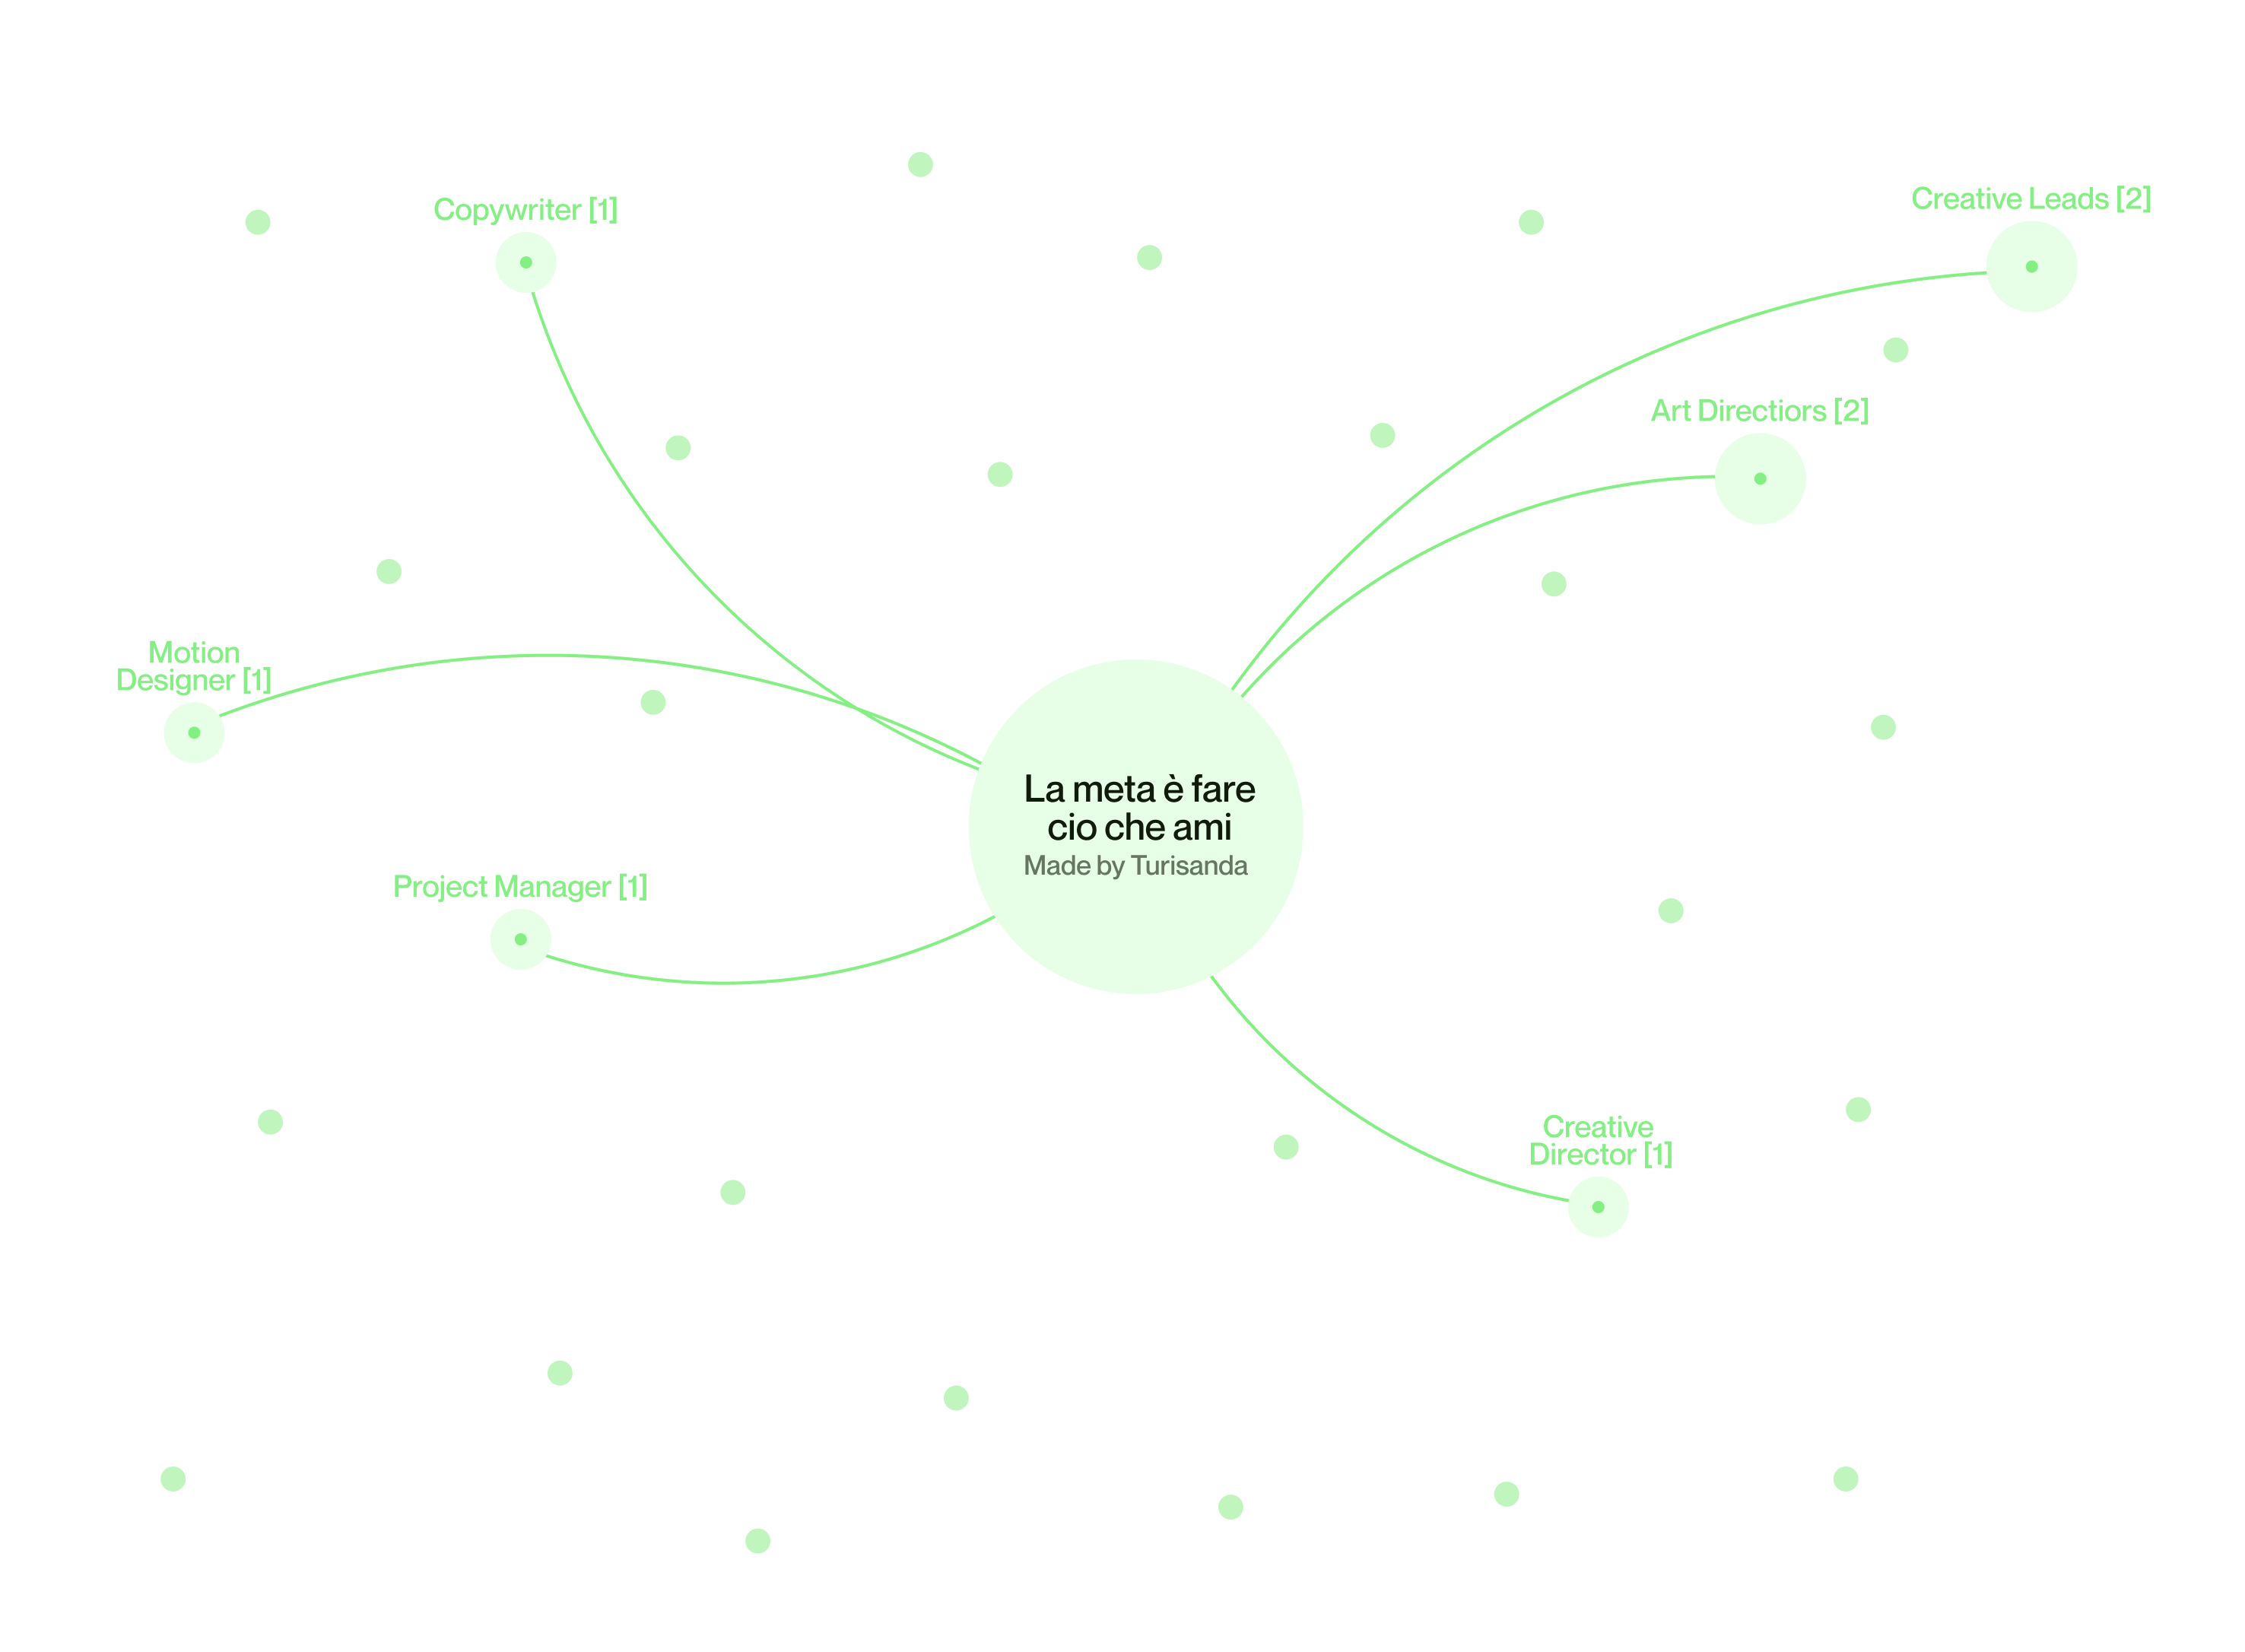 Copywriter [1]
Creative Leads [2]
Art Directiors [2]
Motion
Designer [1]
La meta è fare
cio che ami
Made by Turisanda
Project Manager [1]
Creative
Director [1]